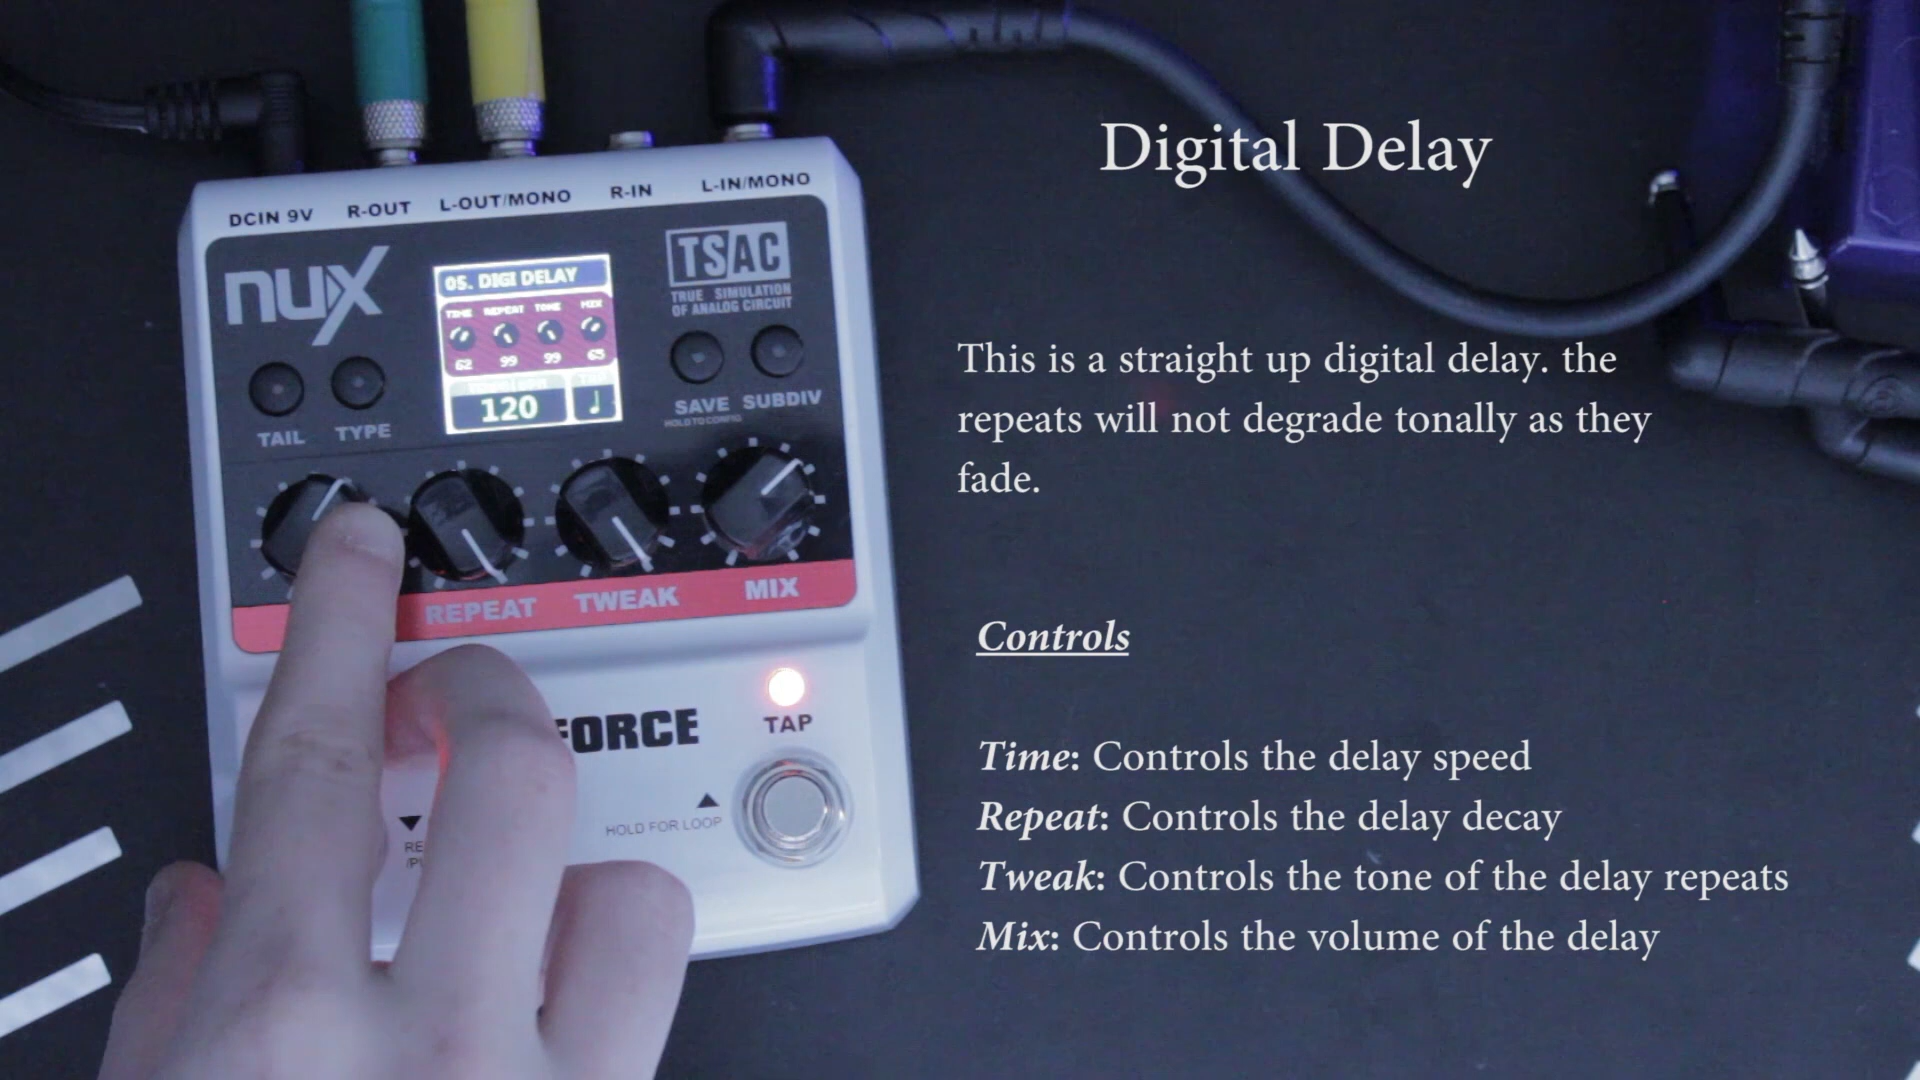 DCIN 9V R-OUT L-OUT/MONO R-IN L-IN/MONO
nux
TSAC
TRUE SIMULATION
OF ANALOG CIRCUIT
05. DIGI DELAY
TIME REPEAT TONE MIX
62 99 99 65
120
TAIL TYPE
SAVE SUBDIV
HOLD TO CONFIG
REPEAT TWEAK MIX
FORCE
TAP
HOLD FOR LOOP
Digital Delay
This is a straight up digital delay. the
repeats will not degrade tonally as they
fade.
Controls
Time: Controls the delay speed
Repeat: Controls the delay decay
Tweak: Controls the tone of the delay repeats
Mix: Controls the volume of the delay